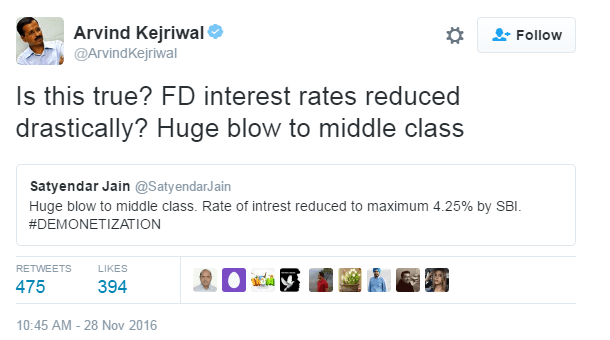 Arvind Kejriwal
@ArvindKejriwal
Follow
Is this true? FD interest rates reduced
drastically? Huge blow to middle class
Satyendar Jain @SatyendarJain
Huge blow to middle class. Rate of intrest reduced to maximum 4.25% by SBI.
#DEMONETIZATION
RETWEETS LIKES
475 394
10:45 AM - 28 Nov 2016